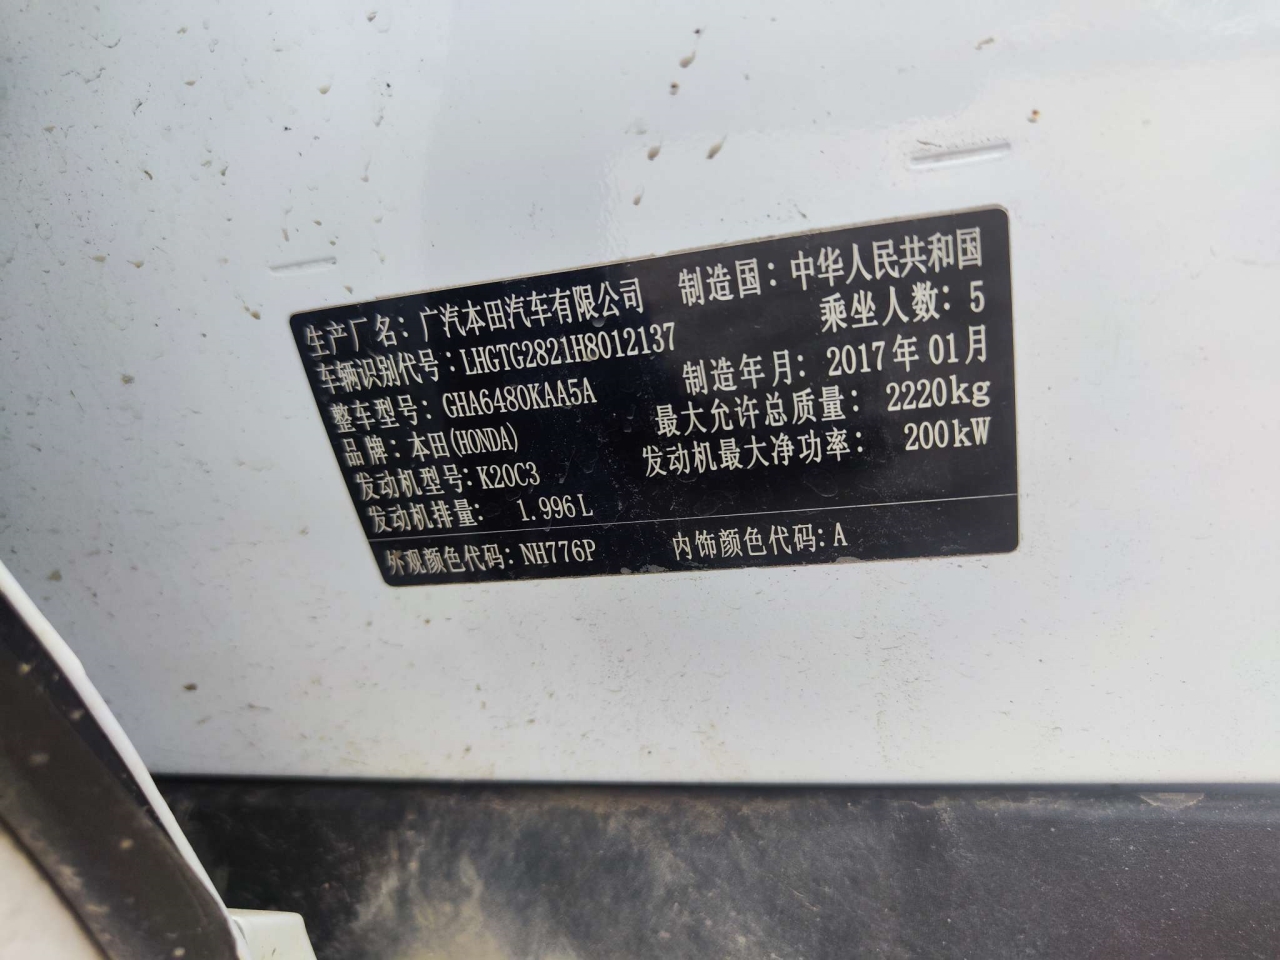 生产厂名：广汽本田汽车有限公司 制造国：中华人民共和国
车辆识别代号：LHGTG2821H8012137 乘坐人数：5
整车型号：GHA6480KAA5A 制造年月：2017年01月
品牌：本田(HONDA) 最大允许总质量：2220kg
发动机型号：K20C3 发动机最大净功率：200kW
发动机排量：1.996L
外观颜色代码：NH776P 内饰颜色代码：A